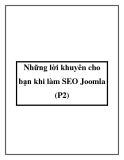 Những lời khuyên cho
bạn khi làm SEO Joomla
(P2)